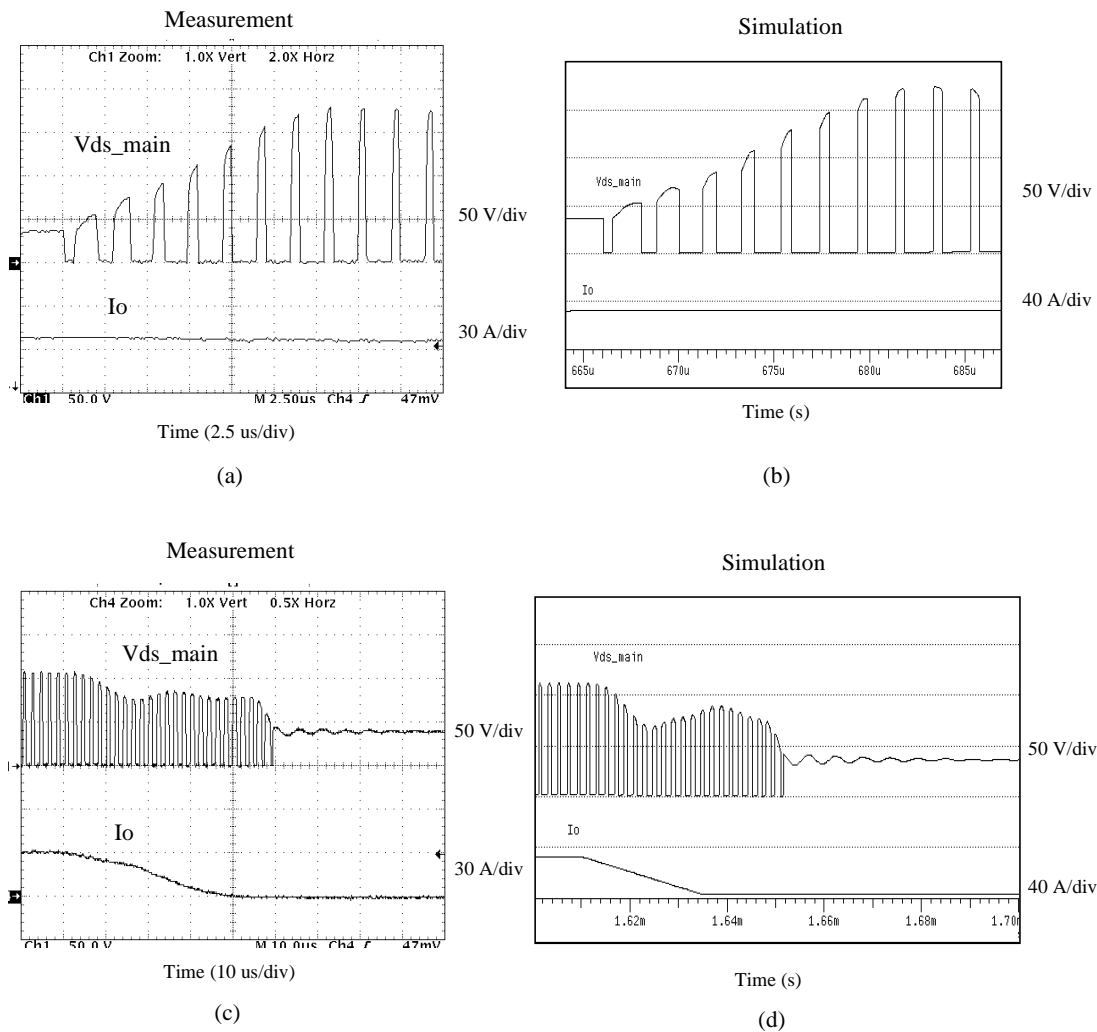 Measurement
Ch1 Zoom: 1.0X Vert 2.0X Horz
Vds_main
50 V/div
Io
30 A/div
Ch1 50.0 V M 2.50us Ch4 ∫ 47mV
Time (2.5 us/div)
(a)
Simulation
Vds_main
50 V/div
Io
40 A/div
665u 670u 675u 680u 685u
Time (s)
(b)
Measurement
Ch4 Zoom: 1.0X Vert 0.5X Horz
Vds_main
50 V/div
Io
30 A/div
Ch1 50.0 V M 10.0us Ch4 ∫ 47mV
Time (10 us/div)
(c)
Simulation
Vds_main
50 V/div
Io
40 A/div
1.62m 1.64m 1.66m 1.68m 1.70m
Time (s)
(d)